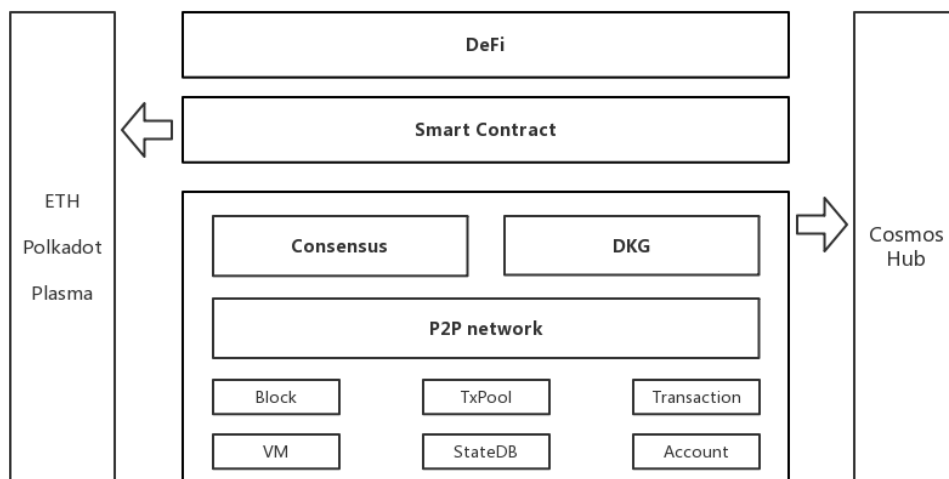 DeFi
Smart Contract
ETH
Polkadot
Plasma
Consensus
DKG
Cosmos
Hub
P2P network
Block
TxPool
Transaction
VM
StateDB
Account